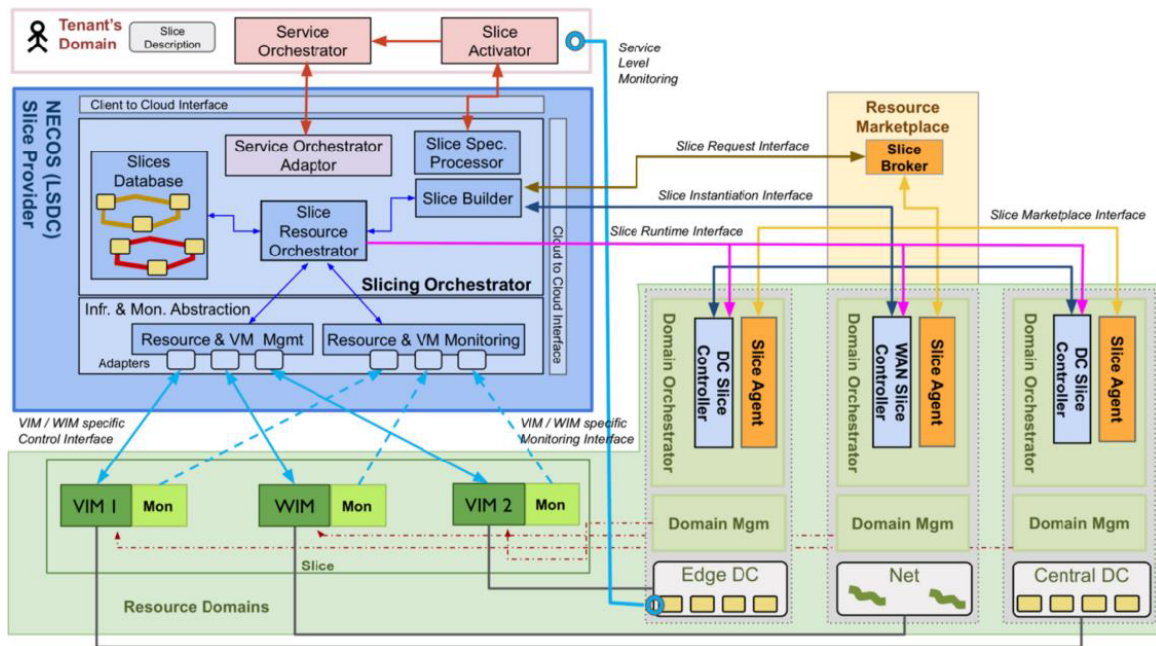 Tenant's
Domain
Slice
Description
Service
Orchestrator
Slice
Activator
Service
Level
Monitoring
NECOS (LSDC)
Slice Provider
Client to Cloud Interface
Cloud to Cloud Interface
Service Orchestrator
Adaptor
Slice Spec.
Processor
Slices
Database
Slice Builder
Slice
Resource
Orchestrator
Slicing Orchestrator
Infr. & Mon. Abstraction
Resource & VM Mgmt
Resource & VM Monitoring
Adapters
Resource
Marketplace
Slice
Broker
Slice Request Interface
Slice Instantiation Interface
Slice Runtime Interface
Slice Marketplace Interface
VIM / WIM specific
Control Interface
VIM / WIM specific
Monitoring Interface
Domain Orchestrator
DC Slice
Controller
Slice Agent
Domain Orchestrator
WAN Slice
Controller
Slice Agent
Domain Orchestrator
DC Slice
Controller
Slice Agent
VIM 1
Mon
WIM
Mon
VIM 2
Mon
Slice
Domain Mgm
Domain Mgm
Domain Mgm
Resource Domains
Edge DC
Net
Central DC